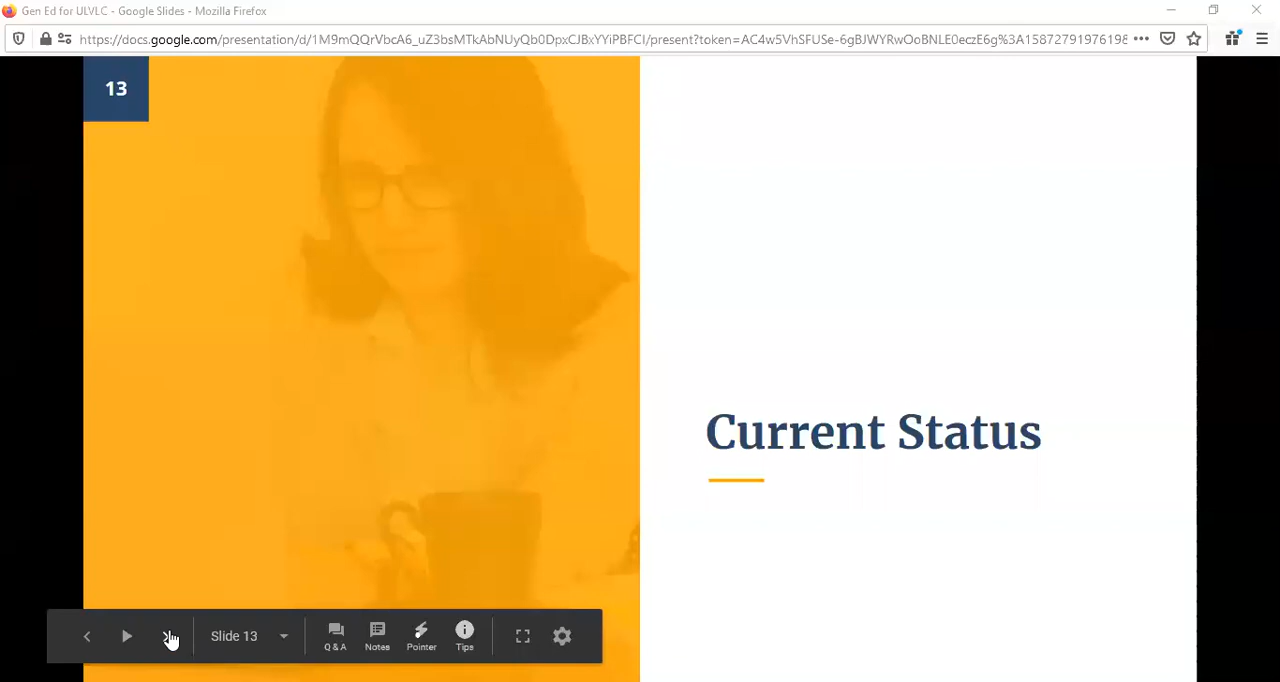 Gen Ed for ULVLC - Google Slides - Mozilla Firefox
https://docs.google.com/presentation/d/1M9mQQrVbcA6_uZ3bsMTkAbNUyQb0DpxCJBxYYiPBFCI/present?token=AC4w5VhSFUSe-6gBJWYRwOoBNLE0eczE6g%3A15872791976198
13
Current Status
Slide 13
Q & A
Notes
Pointer
Tips